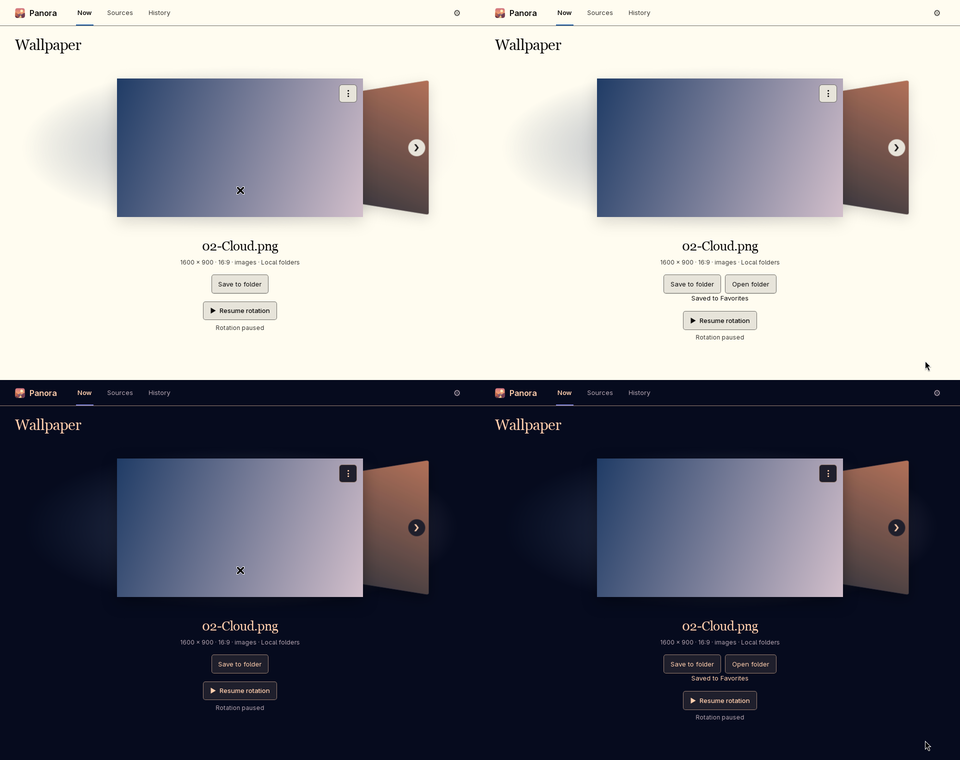 Panora Now Sources History
Wallpaper
02-Cloud.png
1600 × 900 · 16:9 · images · Local folders
Save to folder
Resume rotation
Rotation paused
Panora Now Sources History
Wallpaper
02-Cloud.png
1600 × 900 · 16:9 · images · Local folders
Save to folder Open folder
Saved to Favorites
Resume rotation
Rotation paused
Panora Now Sources History
Wallpaper
02-Cloud.png
1600 × 900 · 16:9 · images · Local folders
Save to folder
Resume rotation
Rotation paused
Panora Now Sources History
Wallpaper
02-Cloud.png
1600 × 900 · 16:9 · images · Local folders
Save to folder Open folder
Saved to Favorites
Resume rotation
Rotation paused